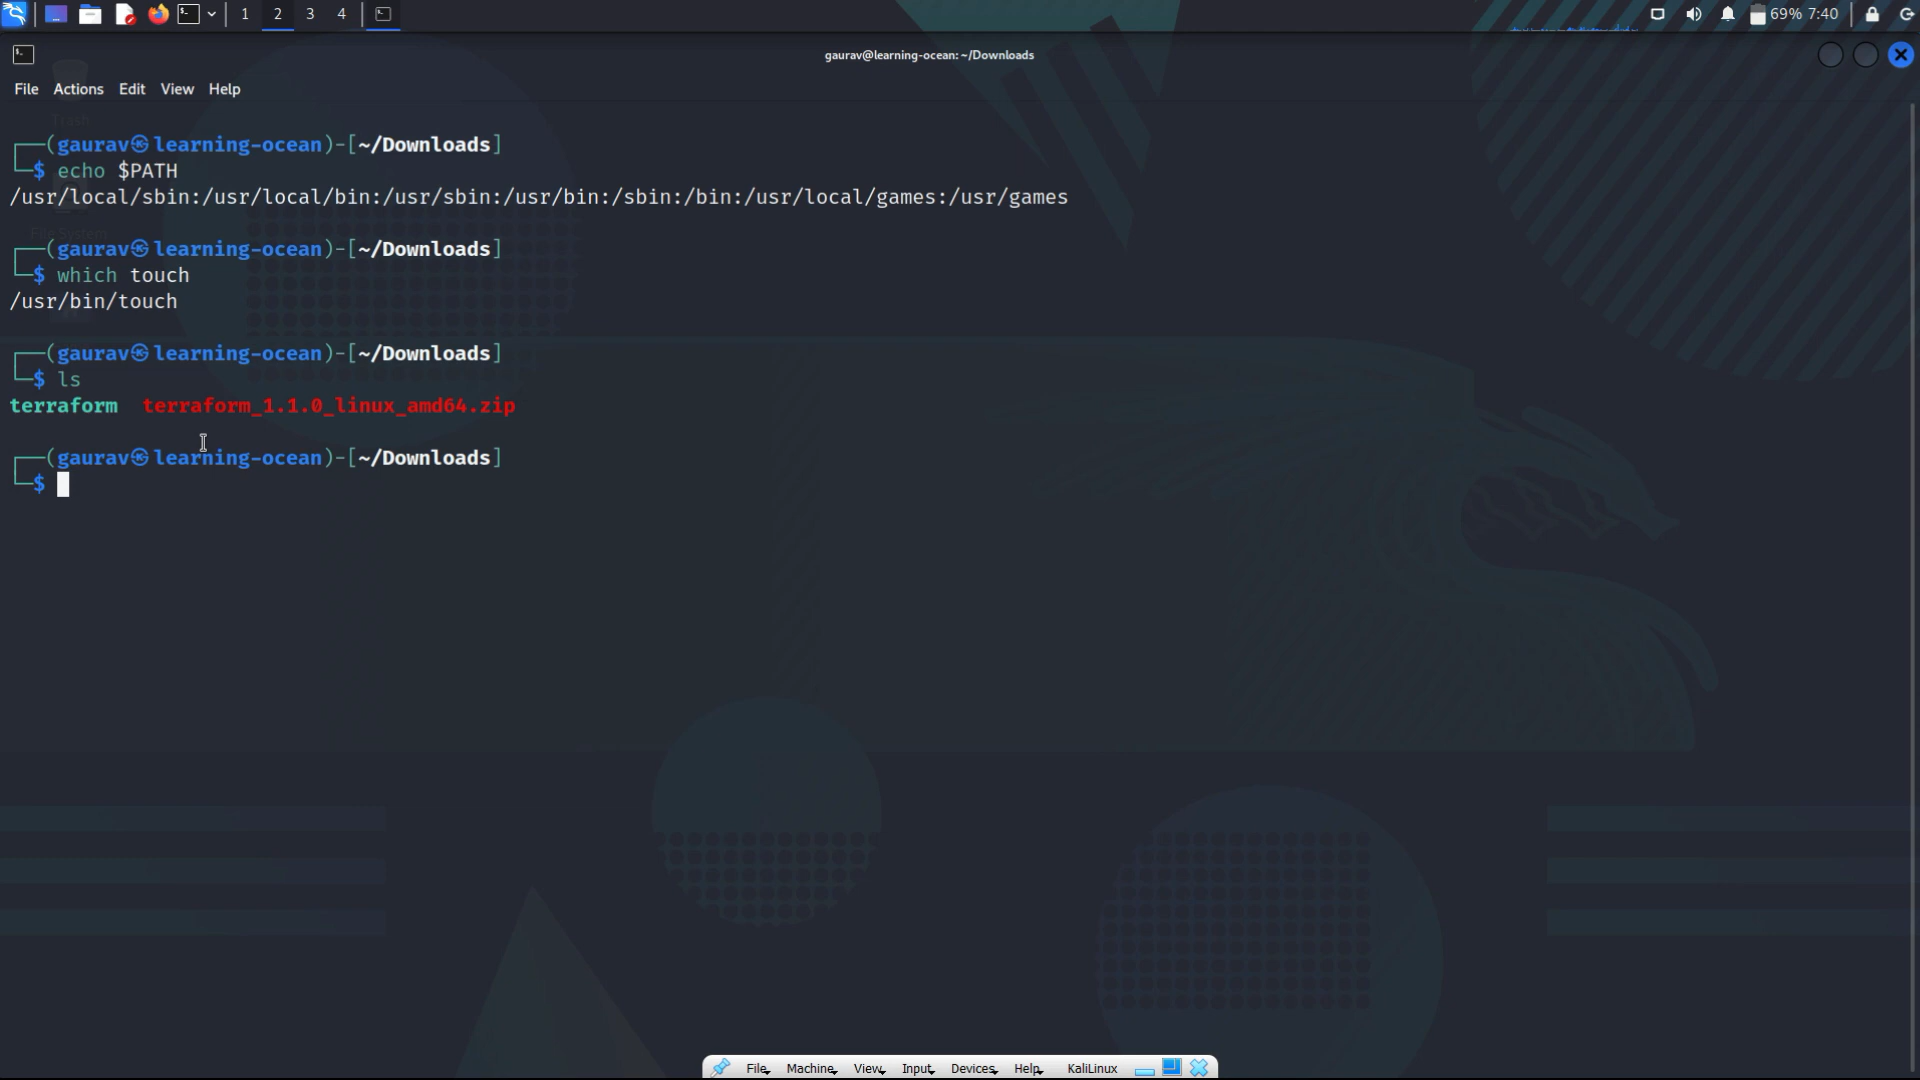 1 2 3 4 69% 7:40
gaurav@learning-ocean: ~/Downloads
File Actions Edit View Help
Trash
┌──(gaurav㉿learning-ocean)-[~/Downloads]
└─$ echo $PATH
/usr/local/sbin:/usr/local/bin:/usr/sbin:/usr/bin:/sbin:/bin:/usr/local/games:/usr/games
File System
┌──(gaurav㉿learning-ocean)-[~/Downloads]
└─$ which touch
/usr/bin/touch
┌──(gaurav㉿learning-ocean)-[~/Downloads]
└─$ ls
terraform terraform_1.1.0_linux_amd64.zip
┌──(gaurav㉿learning-ocean)-[~/Downloads]
└─$
File Machine View Input Devices Help KaliLinux